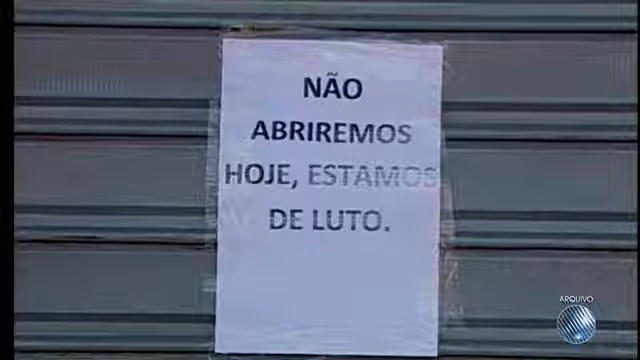 NÃO
ABRIREMOS
HOJE, ESTAMOS
DE LUTO.
ARQUIVO